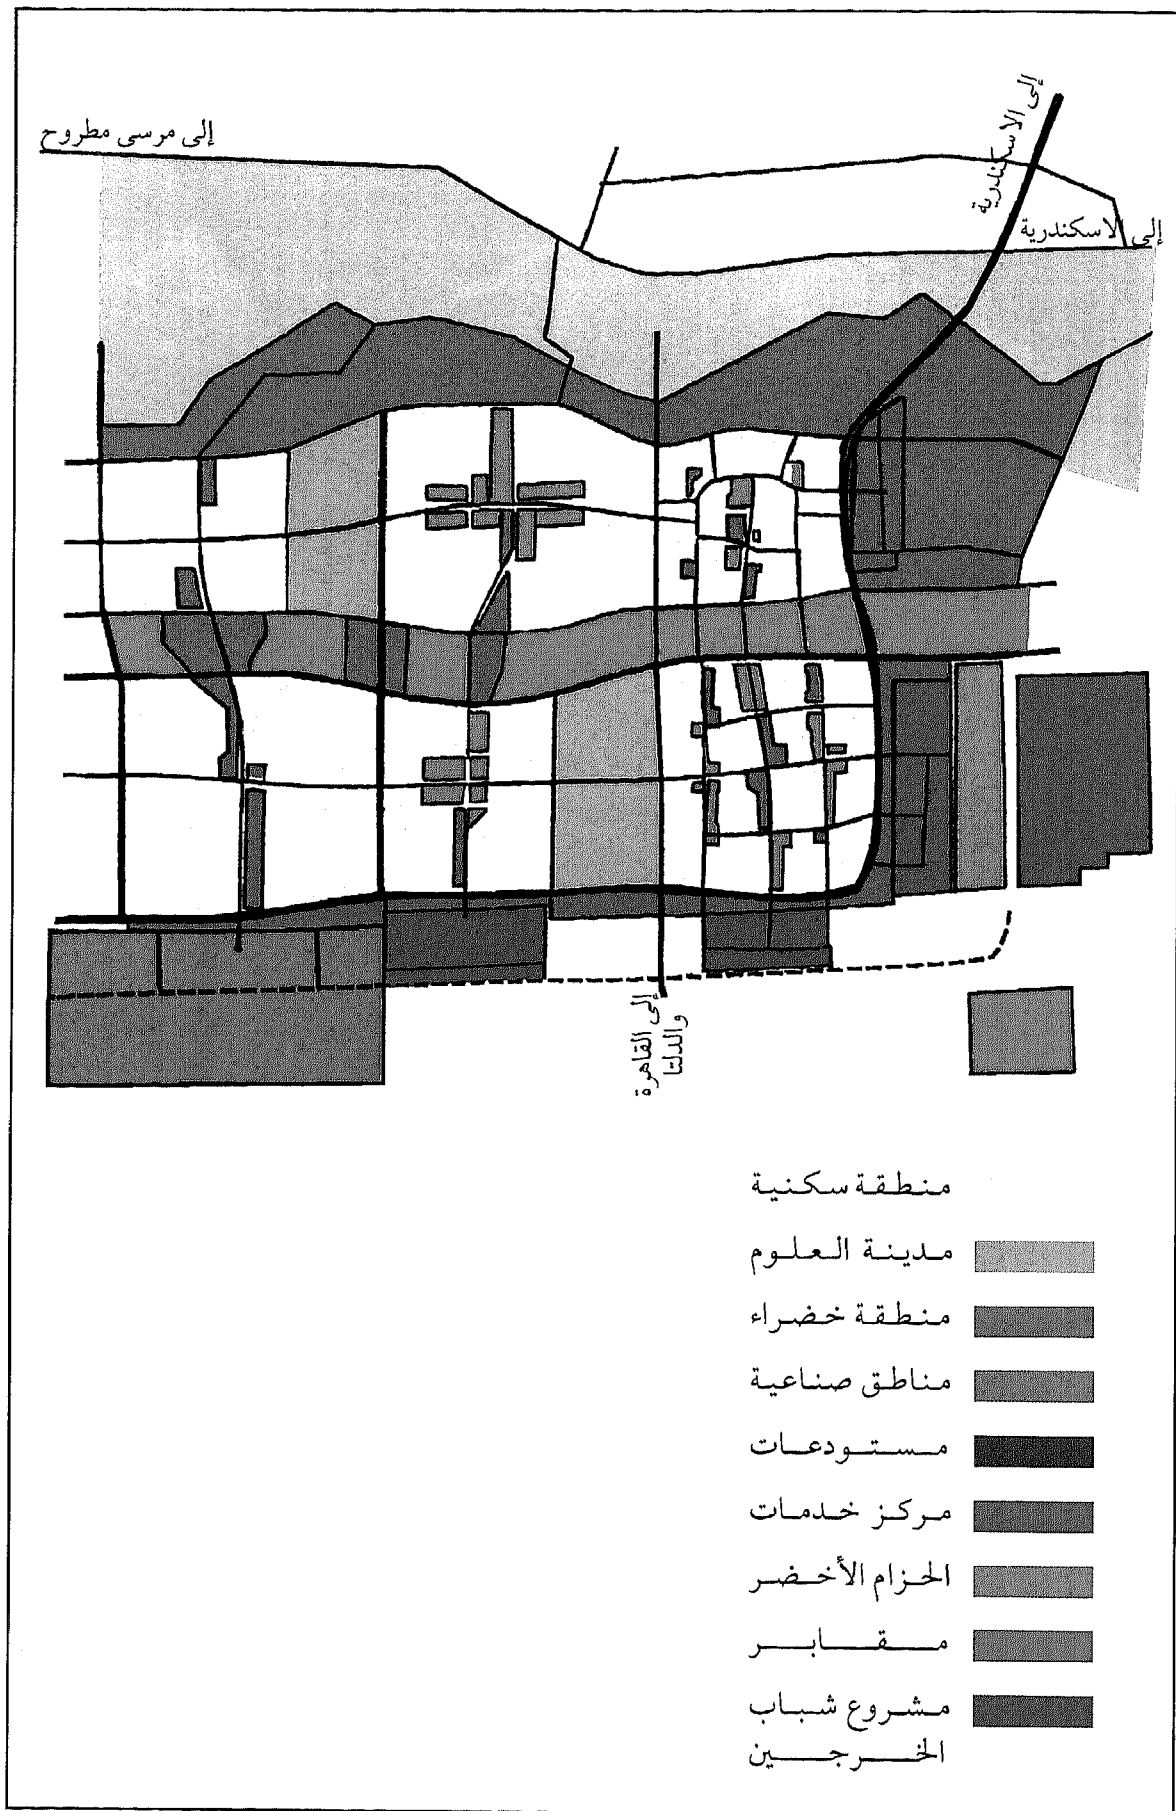 إلى مرسى مطروح
إلى الاسكندرية
إلى الاسكندرية
إلى القاهرة
والدلتا
منطقة سكنية
مدينة العلوم
منطقة خضراء
مناطق صناعية
مستودعات
مركز خدمات
الحزام الأخضر
مقابر
مشروع شباب
الخرجين